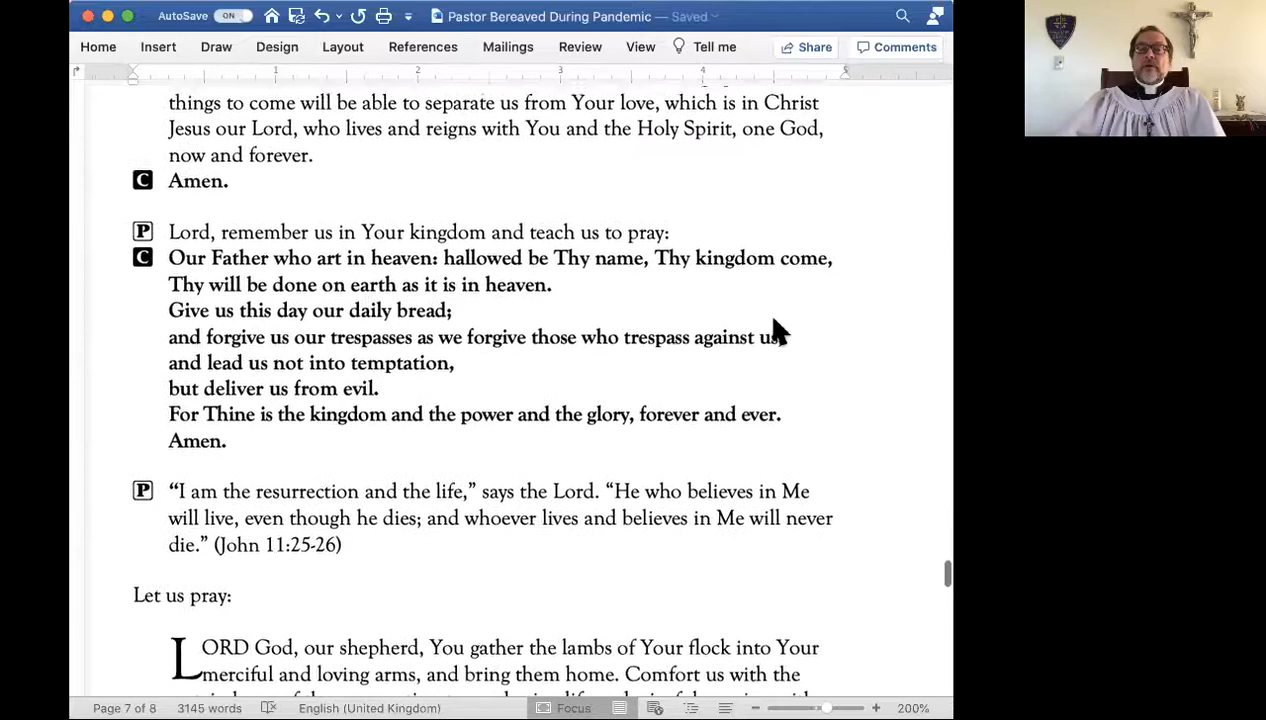 AutoSave ON Pastor Bereaved During Pandemic — Saved
Home Insert Draw Design Layout References Mailings Review View Tell me Share Comments
1 2 3 4 5
things to come will be able to separate us from Your love, which is in Christ
Jesus our Lord, who lives and reigns with You and the Holy Spirit, one God,
now and forever.
C Amen.
P Lord, remember us in Your kingdom and teach us to pray:
C Our Father who art in heaven: hallowed be Thy name, Thy kingdom come,
Thy will be done on earth as it is in heaven.
Give us this day our daily bread;
and forgive us our trespasses as we forgive those who trespass against us
and lead us not into temptation,
but deliver us from evil.
For Thine is the kingdom and the power and the glory, forever and ever.
Amen.
P “I am the resurrection and the life,” says the Lord. “He who believes in Me
will live, even though he dies; and whoever lives and believes in Me will never
die.” (John 11:25-26)
Let us pray:
LORD God, our shepherd, You gather the lambs of Your flock into Your
merciful and loving arms, and bring them home. Comfort us with the
Page 7 of 8 3145 words English (United Kingdom) Focus 200%